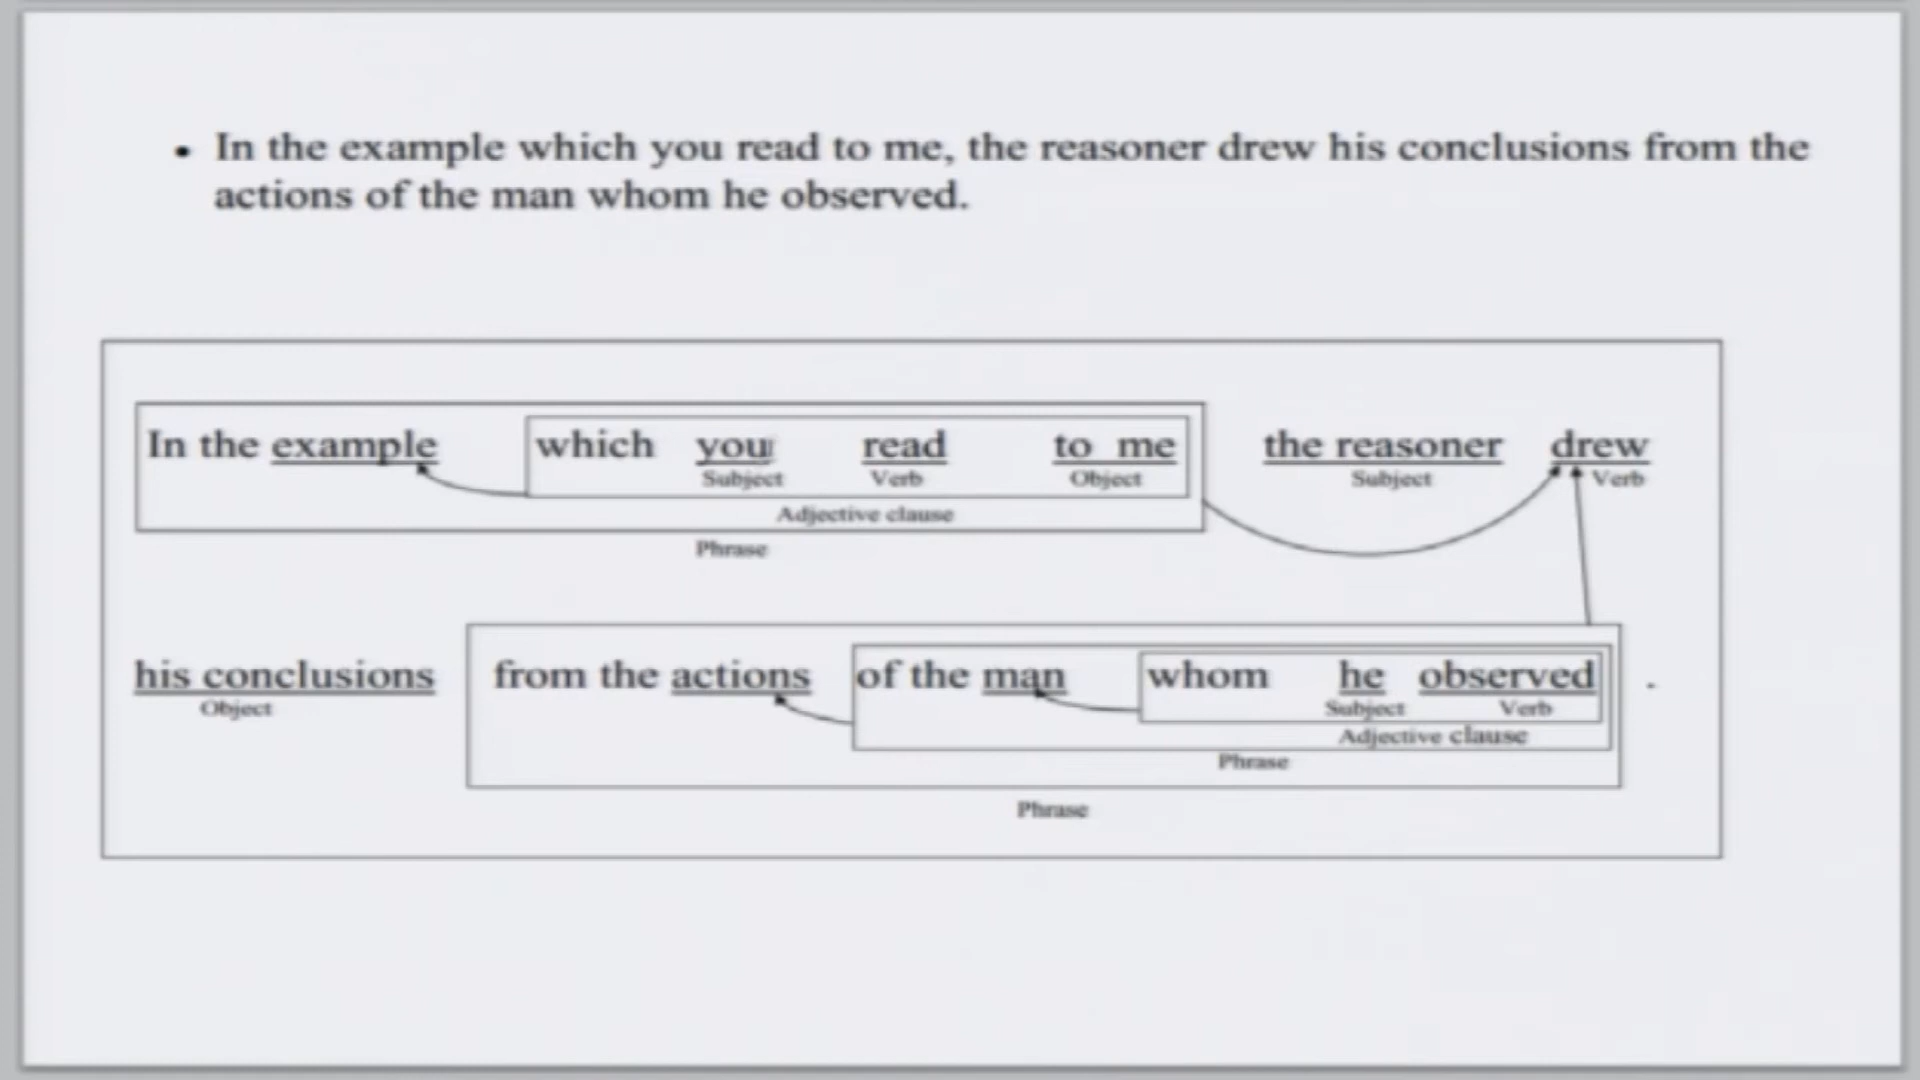 • In the example which you read to me, the reasoner drew his conclusions from the
actions of the man whom he observed.
In the example which you read to me the reasoner drew
Subject Verb Object Subject Verb
Adjective clause
Phrase
his conclusions from the actions of the man whom he observed .
Object Subject Verb
Adjective clause
Phrase
Phrase